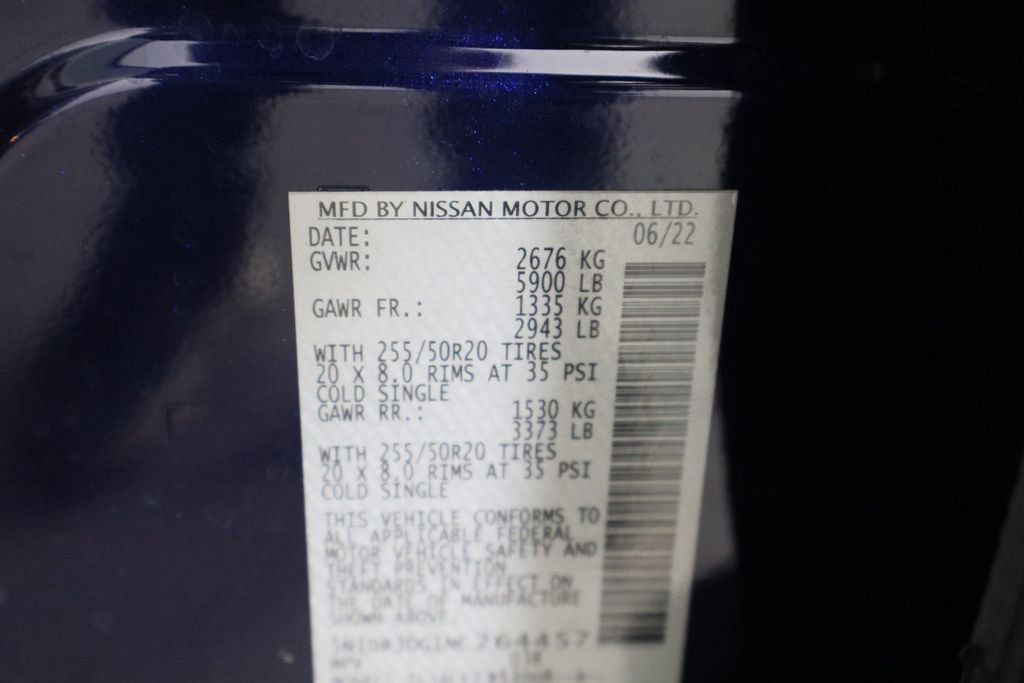 MFD BY NISSAN MOTOR CO., LTD.
DATE: 06/22
GVWR: 2676 KG
5900 LB
GAWR FR.: 1335 KG
2943 LB
WITH 255/50R20 TIRES
20 X 8.0 RIMS AT 35 PSI
COLD SINGLE
GAWR RR.: 1530 KG
3373 LB
WITH 255/50R20 TIRES
20 X 8.0 RIMS AT 35 PSI
COLD SINGLE
THIS VEHICLE CONFORMS TO
ALL APPLICABLE FEDERAL
MOTOR VEHICLE SAFETY AND
THEFT PREVENTION
STANDARDS IN EFFECT ON
THE DATE OF MANUFACTURE
SHOWN ABOVE.
MPV